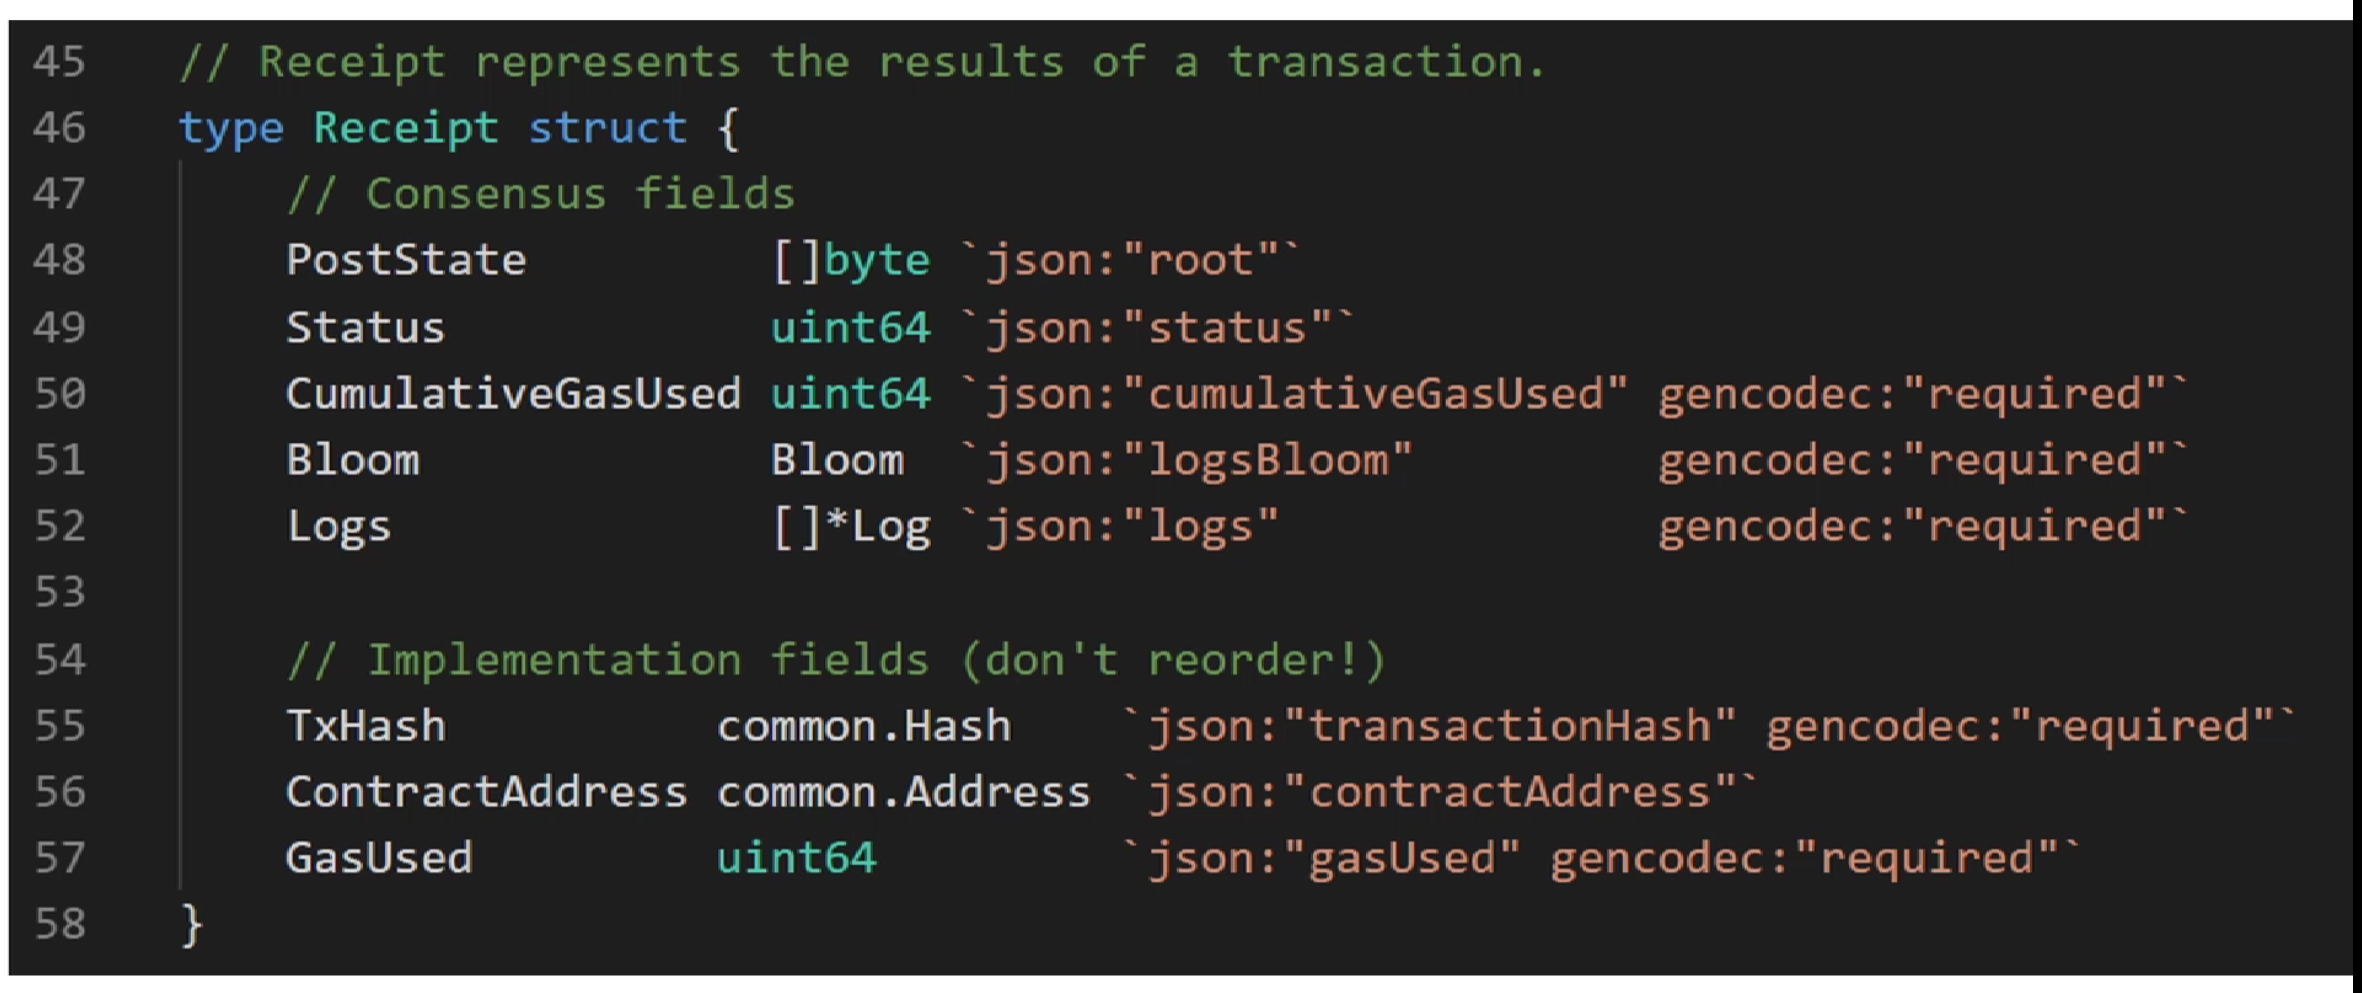 45 // Receipt represents the results of a transaction.
46 type Receipt struct {
47 // Consensus fields
48 PostState []byte `json:"root"`
49 Status uint64 `json:"status"`
50 CumulativeGasUsed uint64 `json:"cumulativeGasUsed" gencodec:"required"`
51 Bloom Bloom `json:"logsBloom" gencodec:"required"`
52 Logs []*Log `json:"logs" gencodec:"required"`
53
54 // Implementation fields (don't reorder!)
55 TxHash common.Hash `json:"transactionHash" gencodec:"required"`
56 ContractAddress common.Address `json:"contractAddress"`
57 GasUsed uint64 `json:"gasUsed" gencodec:"required"`
58 }